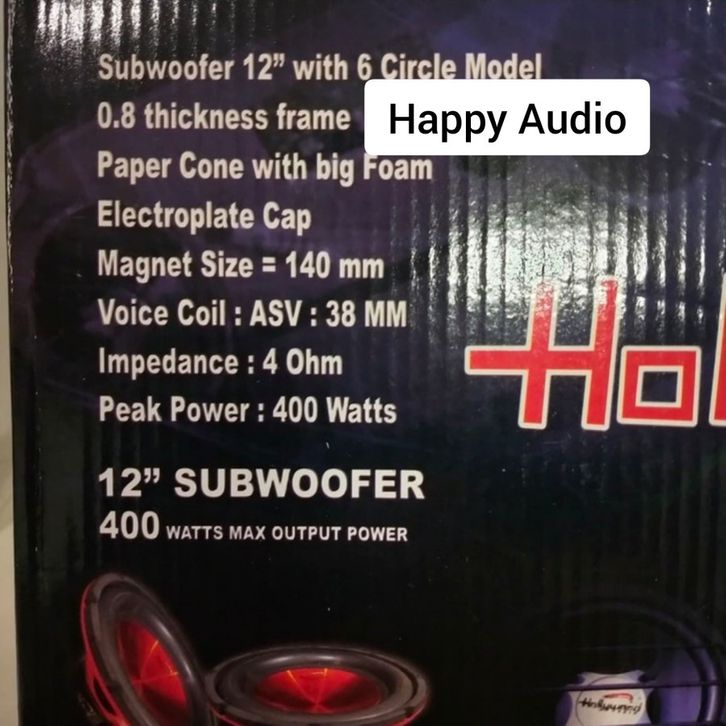 Subwoofer 12” with 6 Circle Model
0.8 thickness frame
Happy Audio
Paper Cone with big Foam
Electroplate Cap
Magnet Size = 140 mm
Voice Coil : ASV : 38 MM
Impedance : 4 Ohm
Hol
Peak Power : 400 Watts
12” SUBWOOFER
400 WATTS MAX OUTPUT POWER
Hollywood